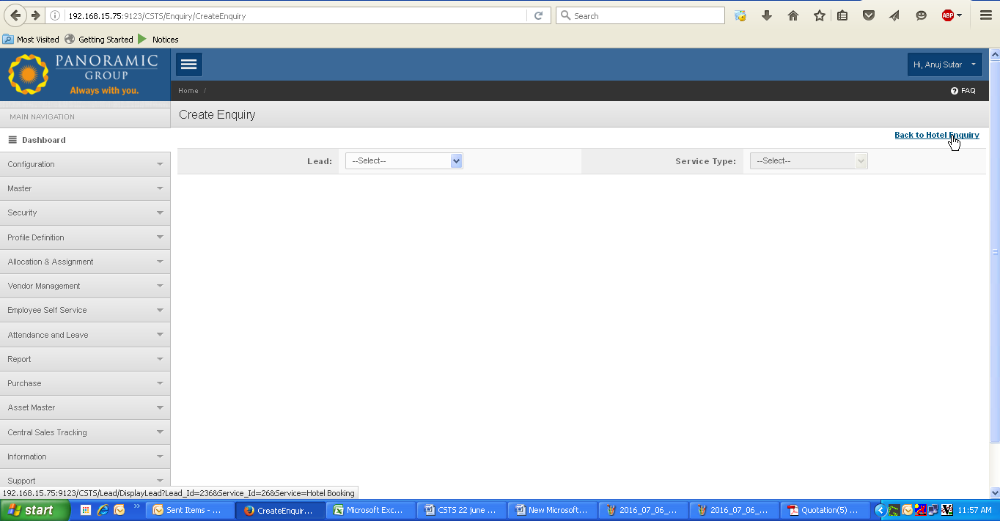 192.168.15.75:9123/CSTS/Enquiry/CreateEnquiry
Search
ABP
Most Visited
Getting Started
Notices
PANORAMIC
GROUP
Always with you.
Hi, Anuj Sutar
Home /
FAQ
MAIN NAVIGATION
Create Enquiry
Back to Hotel Enquiry
Dashboard
Lead:
--Select--
Service Type:
--Select--
Configuration
Master
Security
Profile Definition
Allocation & Assignment
Vendor Management
Employee Self Service
Attendance and Leave
Report
Purchase
Asset Master
Central Sales Tracking
Information
Support
192.168.15.75:9123/CSTS/Lead/DisplayLead?Lead_Id=236&Service_Id=26&Service=Hotel Booking
start
Sent Items - ...
CreateEnquir...
Microsoft Exc...
CSTS 22 june ...
New Microsoft...
2016_07_06_...
2016_07_06_...
Quotation(5) ...
11:57 AM